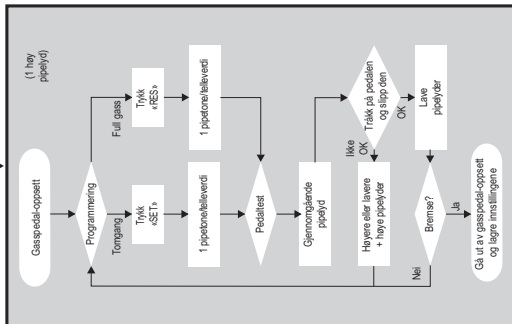 (1 høy
pipelyd)
Gasspedal-oppsett
Programmering
Tomgang
Full gass
Trykk
«SET»
Trykk
«RES»
1 pipetone/telleverdi
1 pipetone/telleverdi
Pedaltest
Gjennomgående
pipelyd
Tråkk på pedalen
og slipp den
Ikke
OK
OK
Høyere eller lavere
+ høye pipelyder
Lave
pipelyder
Bremse?
Nei
Ja
Gå ut av gasspedal-oppsett
og lagre innstillingene